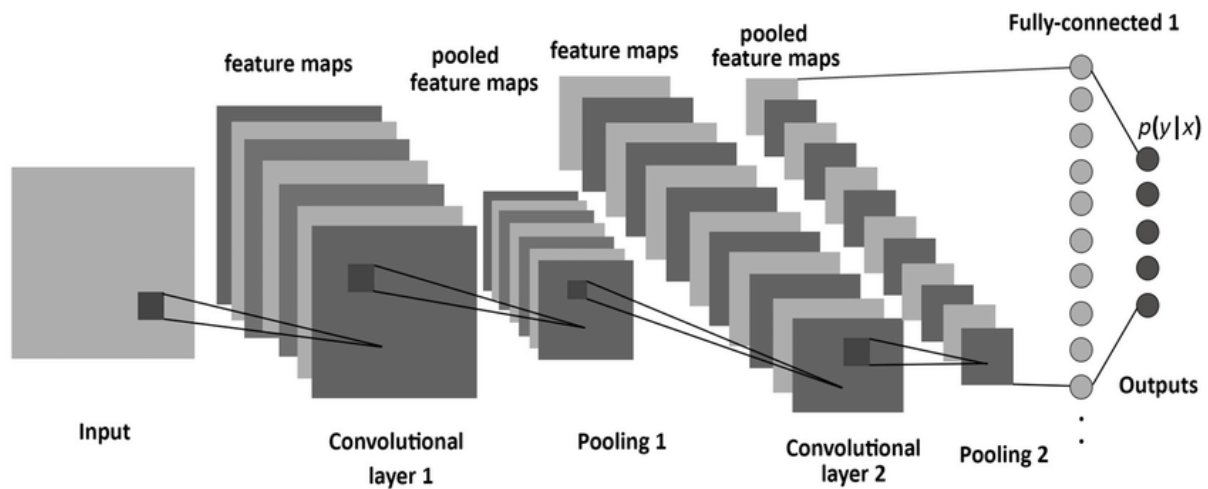 Fully-connected 1
feature maps
pooled
feature maps
feature maps
pooled
feature maps
p(y|x)
Input
Convolutional
layer 1
Pooling 1
Convolutional
layer 2
Pooling 2
Outputs